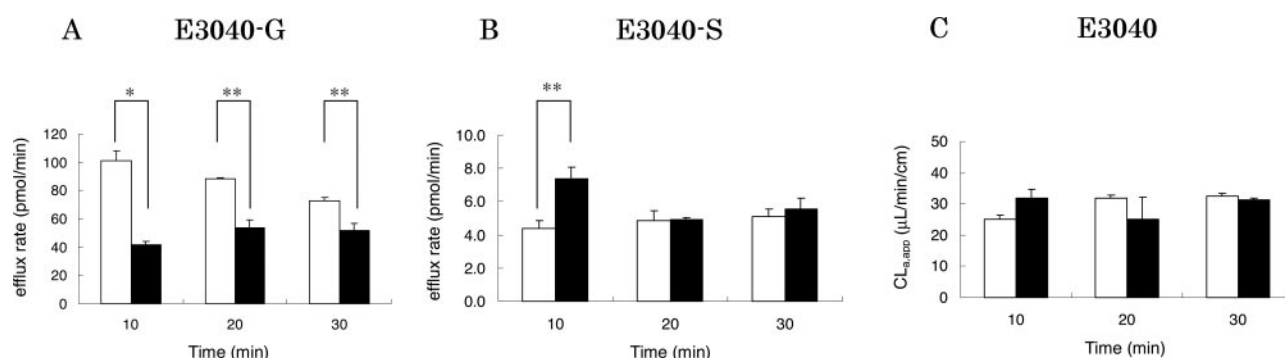 A E3040-G
efflux rate (pmol/min)
120
100
80
60
40
20
0
* ** **
10 20 30
Time (min)
B E3040-S
efflux rate (pmol/min)
10.0
8.0
6.0
4.0
2.0
0.0
**
10 20 30
Time (min)
C E3040
CLa,app (μL/min/cm)
50
40
30
20
10
0
10 20 30
Time (min)